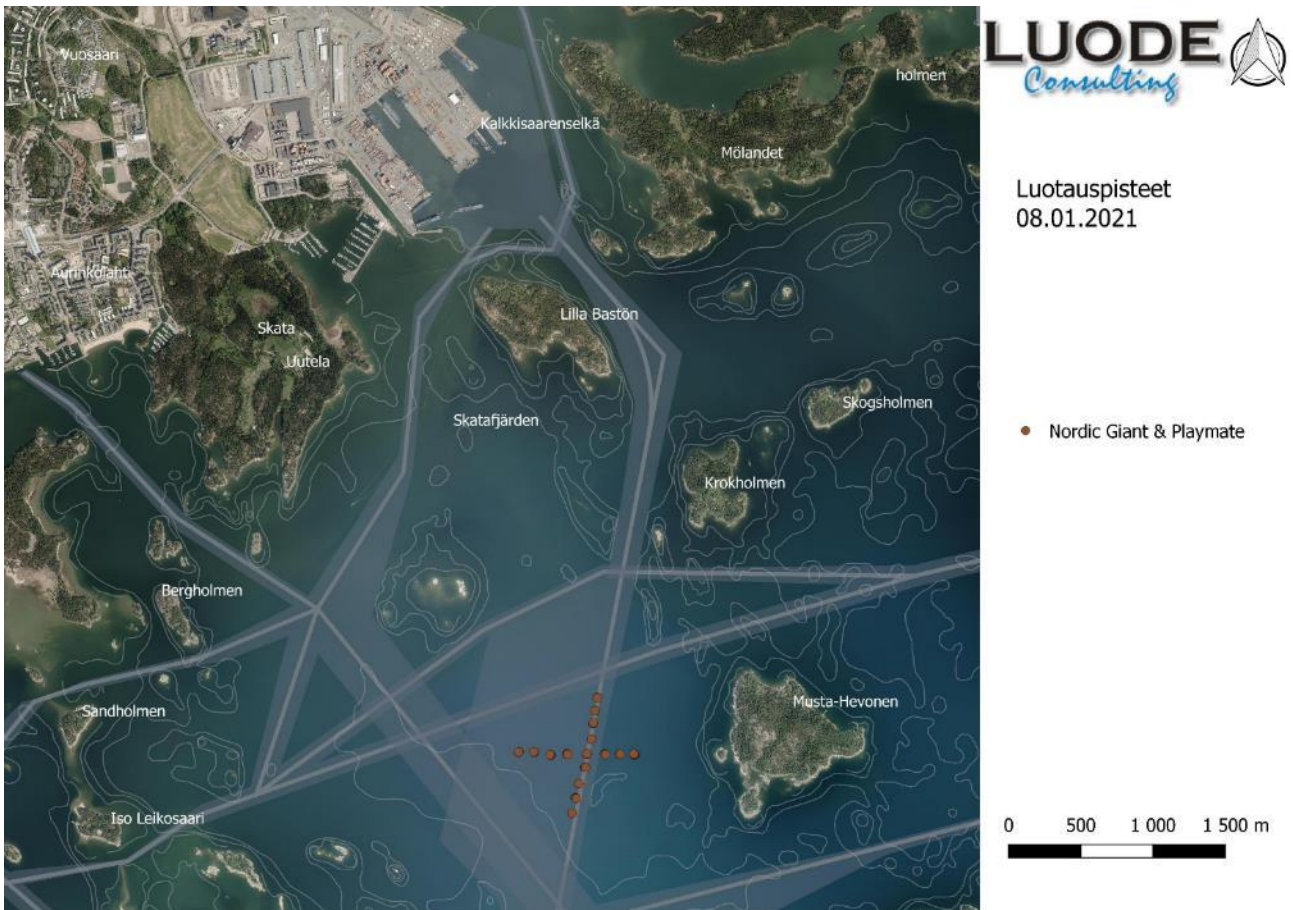 LUODE
Consulting
Luotauspisteet
08.01.2021
Nordic Giant & Playmate
0 500 1 000 1 500 m
Vuosaari
holmen
Kalkkisaarenselkä
Mölandet
Aurinkolahti
Lilla Bastön
Skata
Uutela
Skatafjärden
Skogsholmen
Krokholmen
Bergholmen
Musta-Hevonen
Sandholmen
Iso Leikosaari